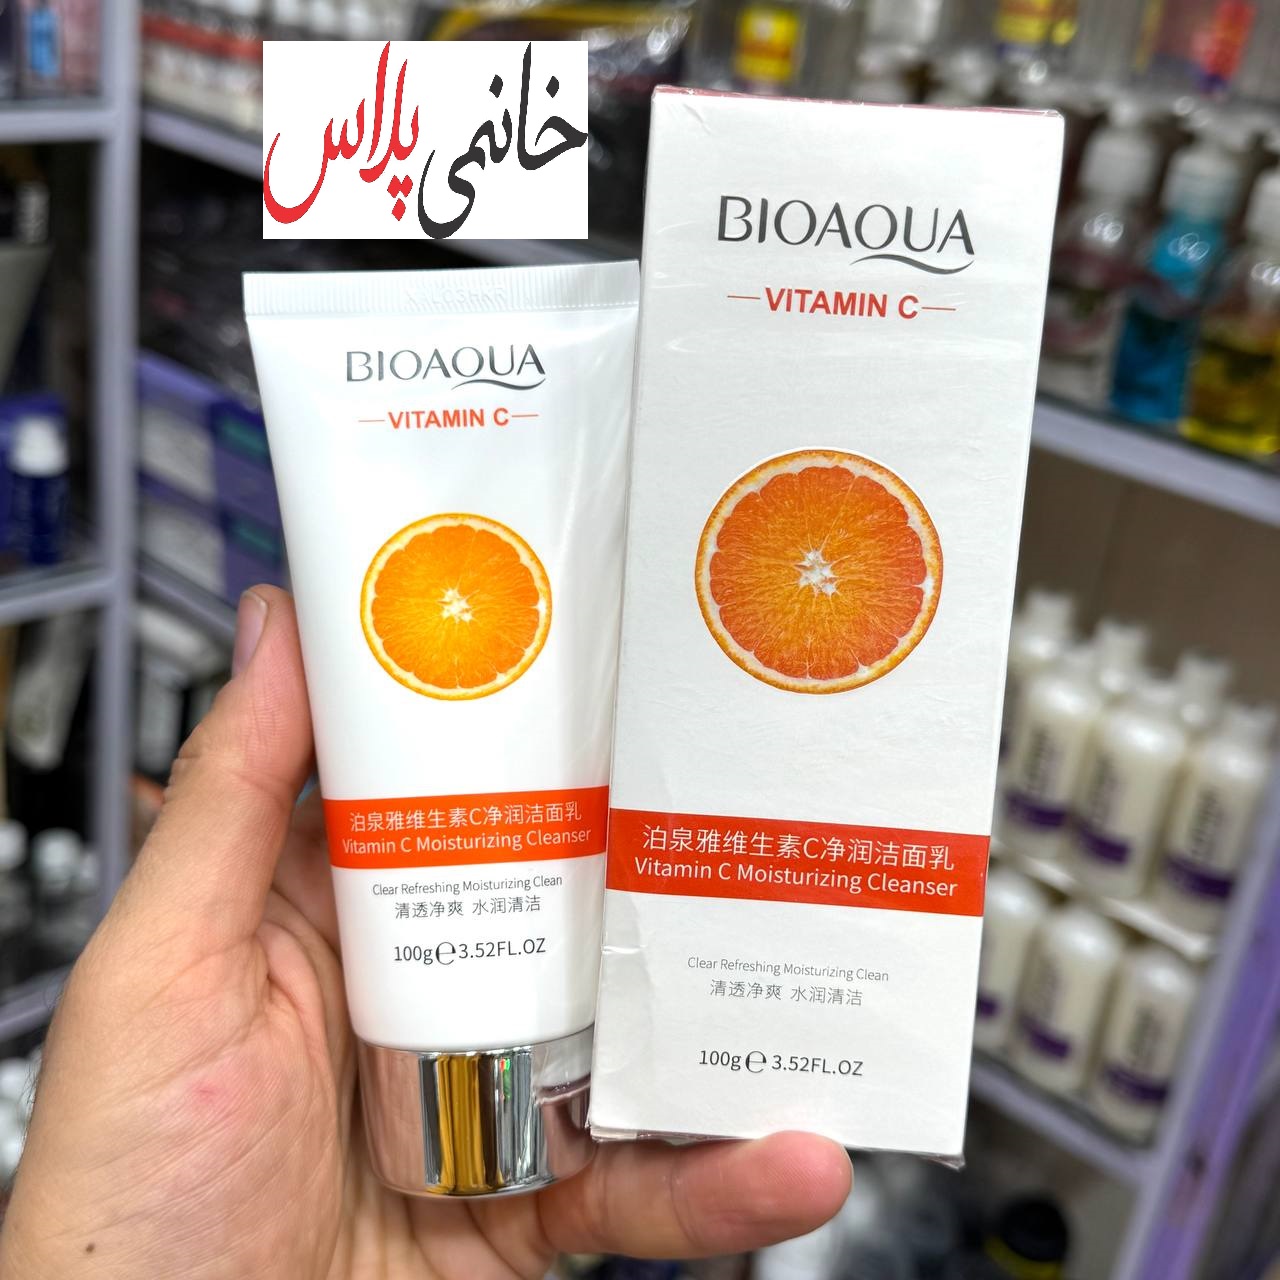 خانمی پلاس
BIOAQUA
VITAMIN C
泊泉雅维生素C净润洁面乳
Vitamin C Moisturizing Cleanser
Clear Refreshing Moisturizing Clean
清透净爽 水润清洁
100g℮3.52FL.OZ
BIOAQUA
VITAMIN C
泊泉雅维生素C净润洁面乳
Vitamin C Moisturizing Cleanser
Clear Refreshing Moisturizing Clean
清透净爽 水润清洁
100g℮3.52FL.OZ